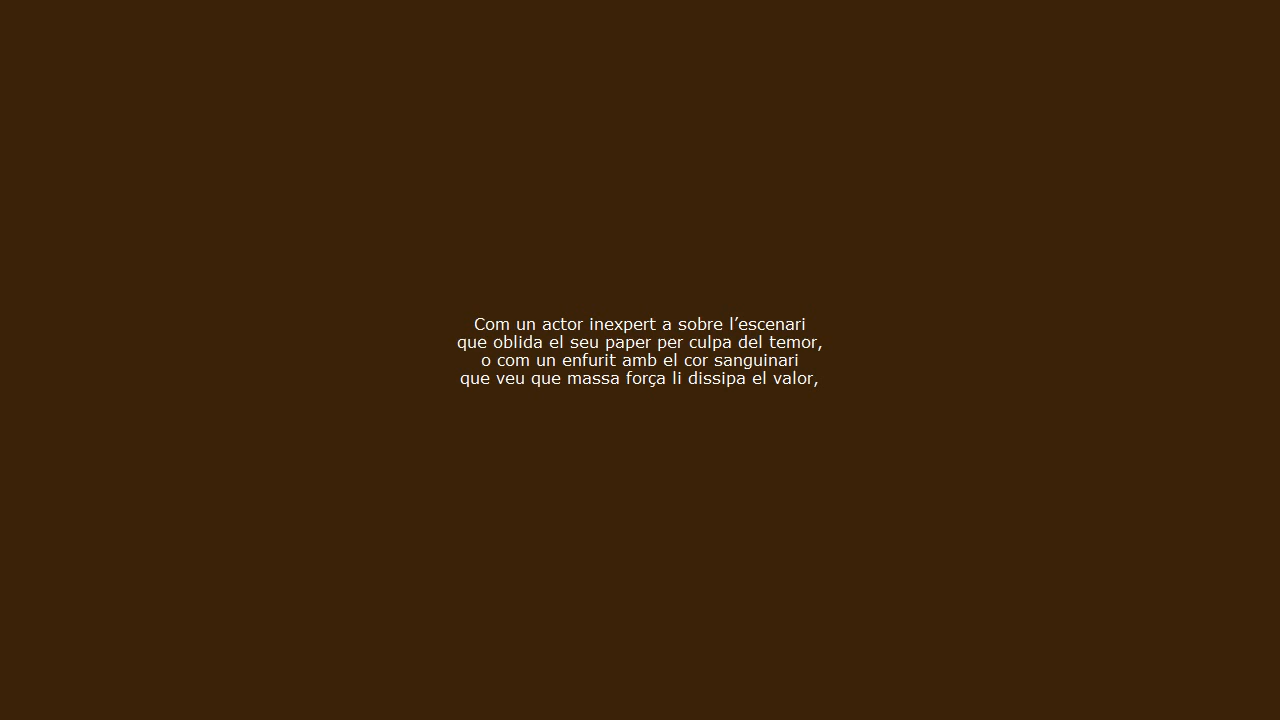 Com un actor inexpert a sobre l’escenari
que oblida el seu paper per culpa del temor,
o com un enfurit amb el cor sanguinari
que veu que massa força li dissipa el valor,